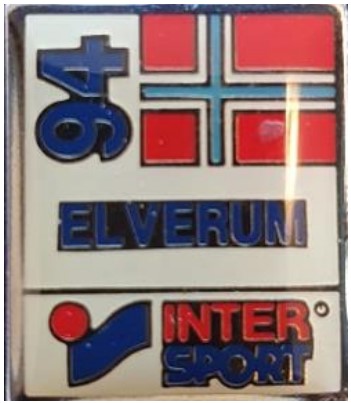 94
ELVERUM
INTER
SPORT